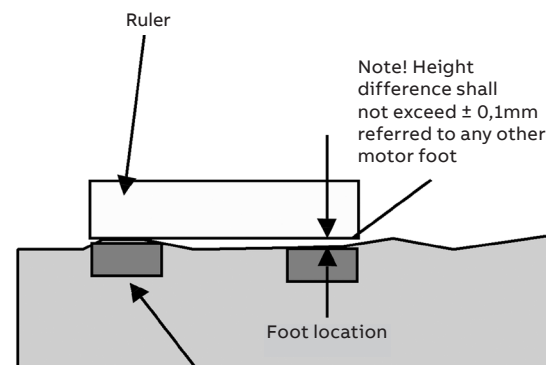 Ruler
Note! Height
difference shall
not exceed ± 0,1mm
referred to any other
motor foot
Foot location